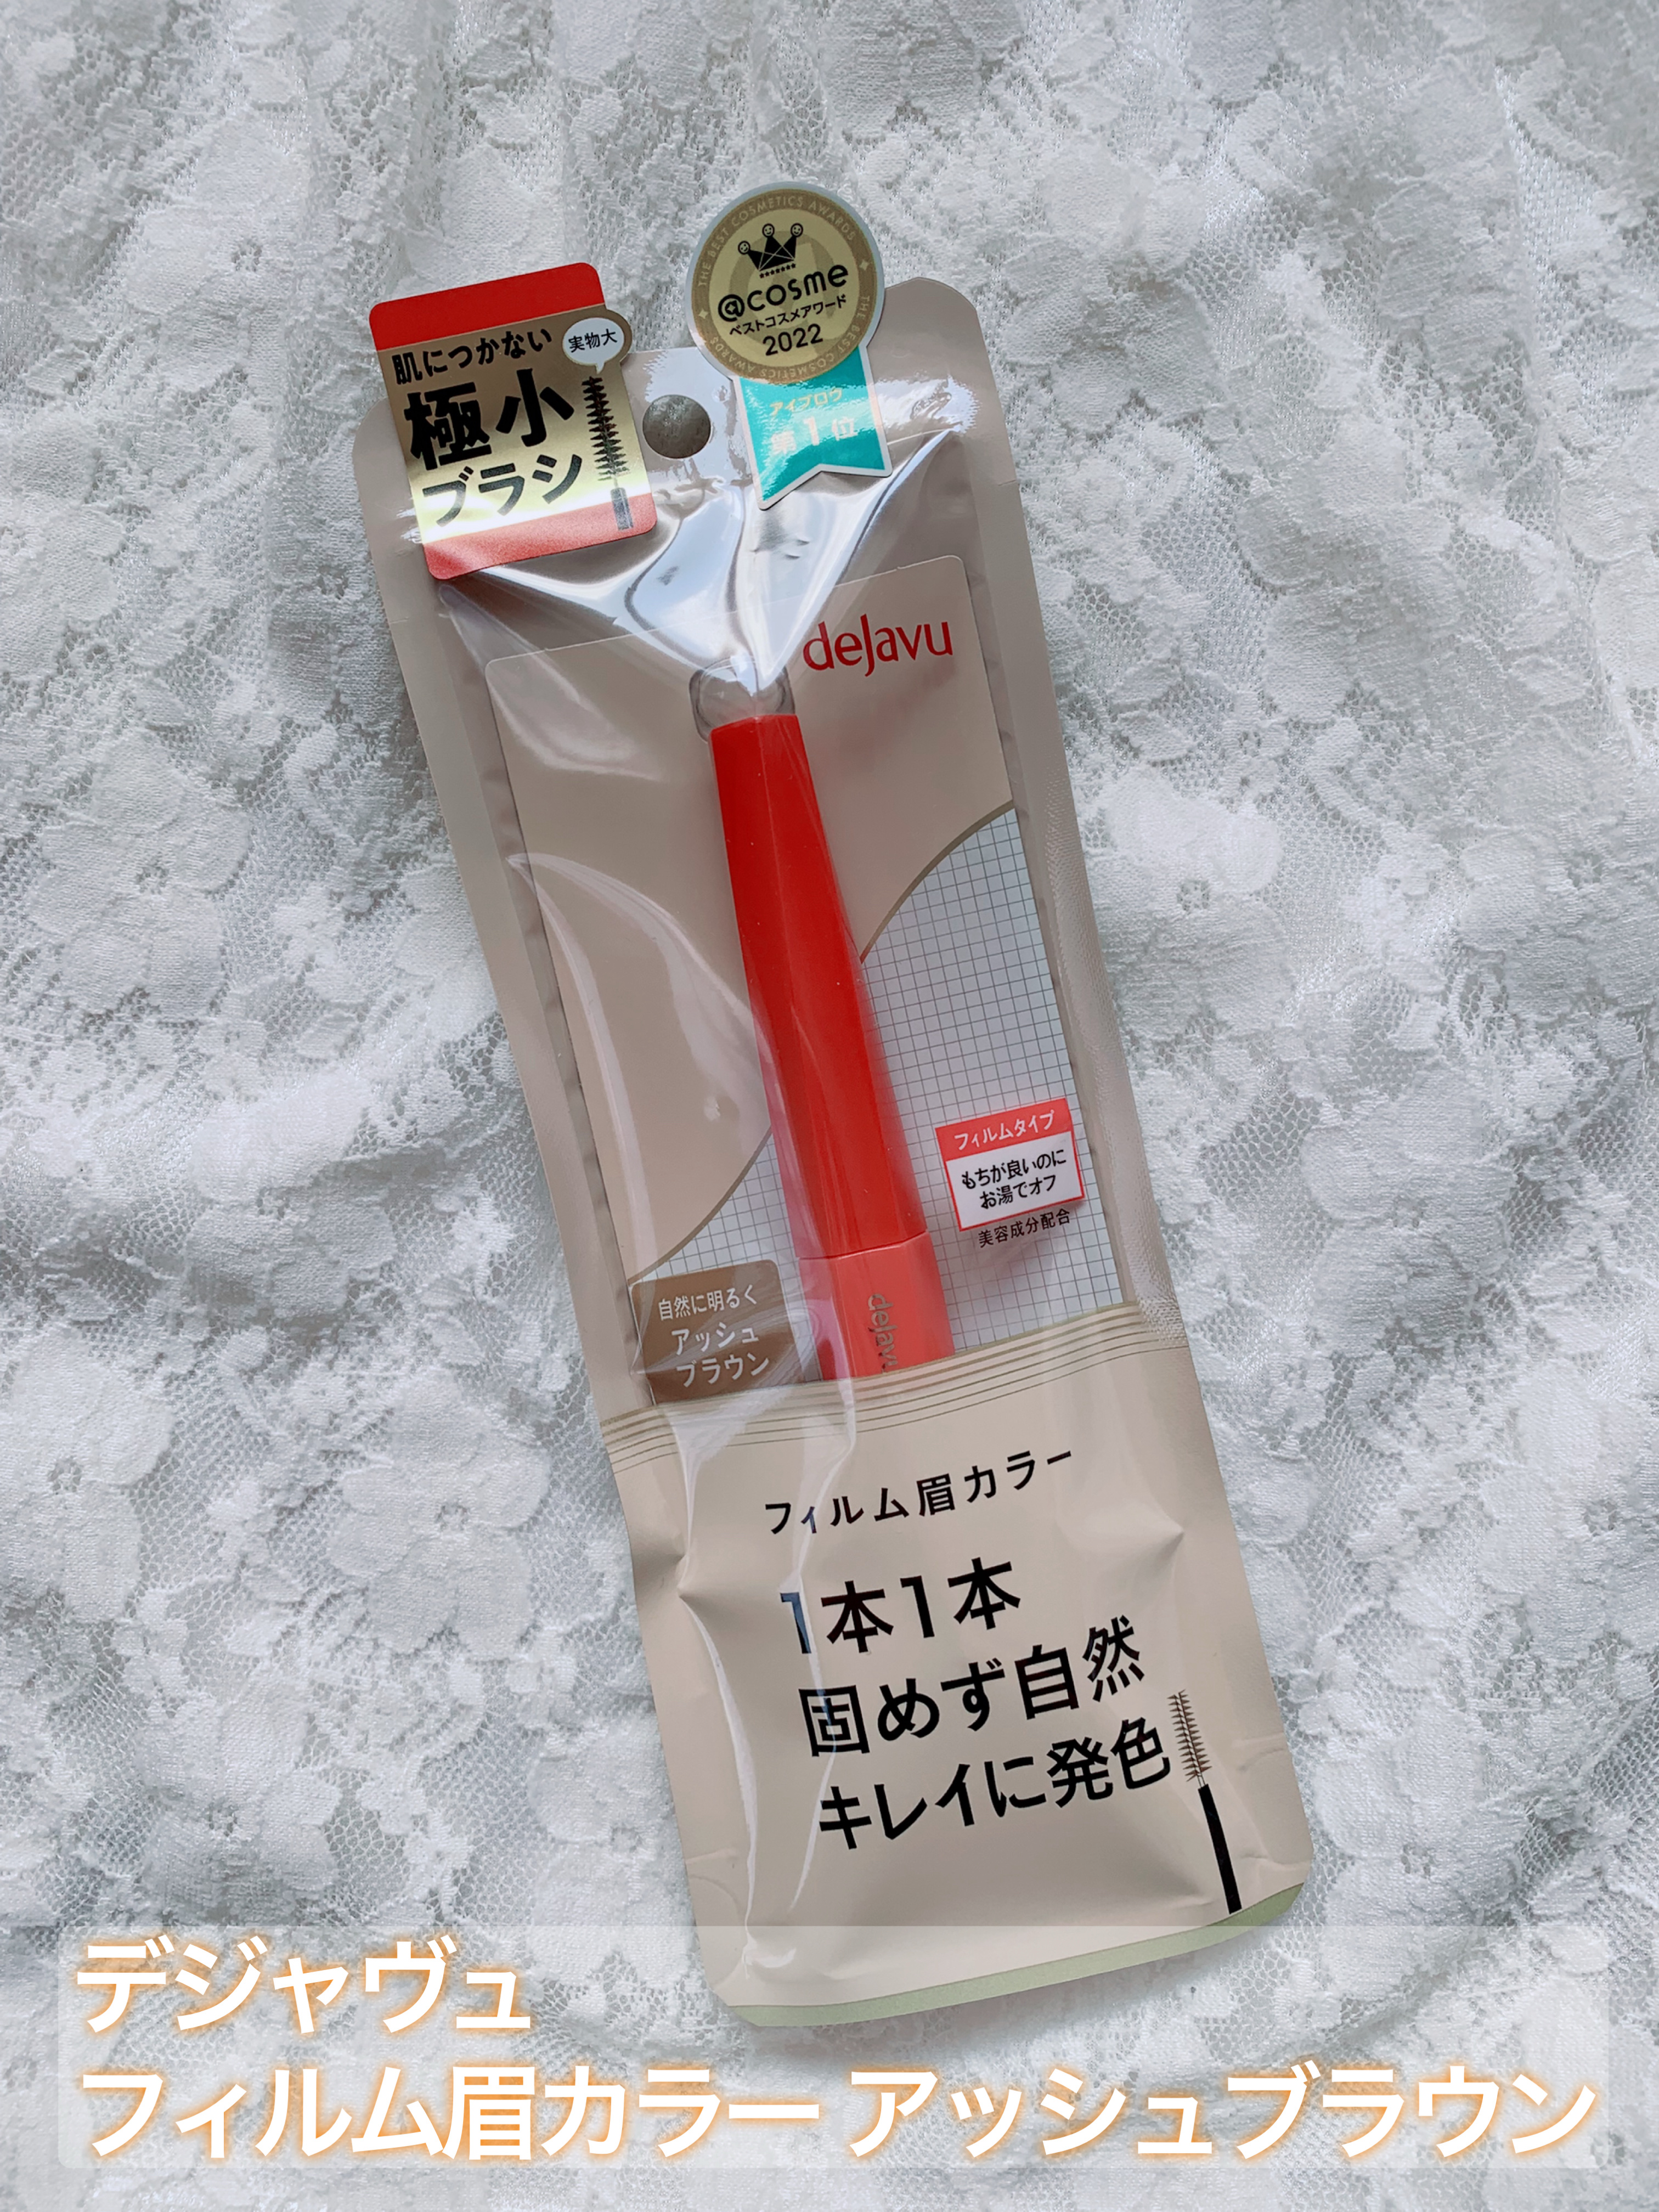 THE BEST COSMETICS AWARDS
@cosme
ベストコスメアワード
2022
THE BEST COSMETICS AWARDS
アイブロウ
第1位
肌につかない
実物大
極小
ブラシ
dejavu
フィルムタイプ
もちが良いのに
お湯でオフ
美容成分配合
自然に明るく
アッシュ
ブラウン
dejavu
フィルム眉カラー
1本1本
固めず自然
キレイに発色
デジャヴュ
フィルム眉カラー アッシュブラウン